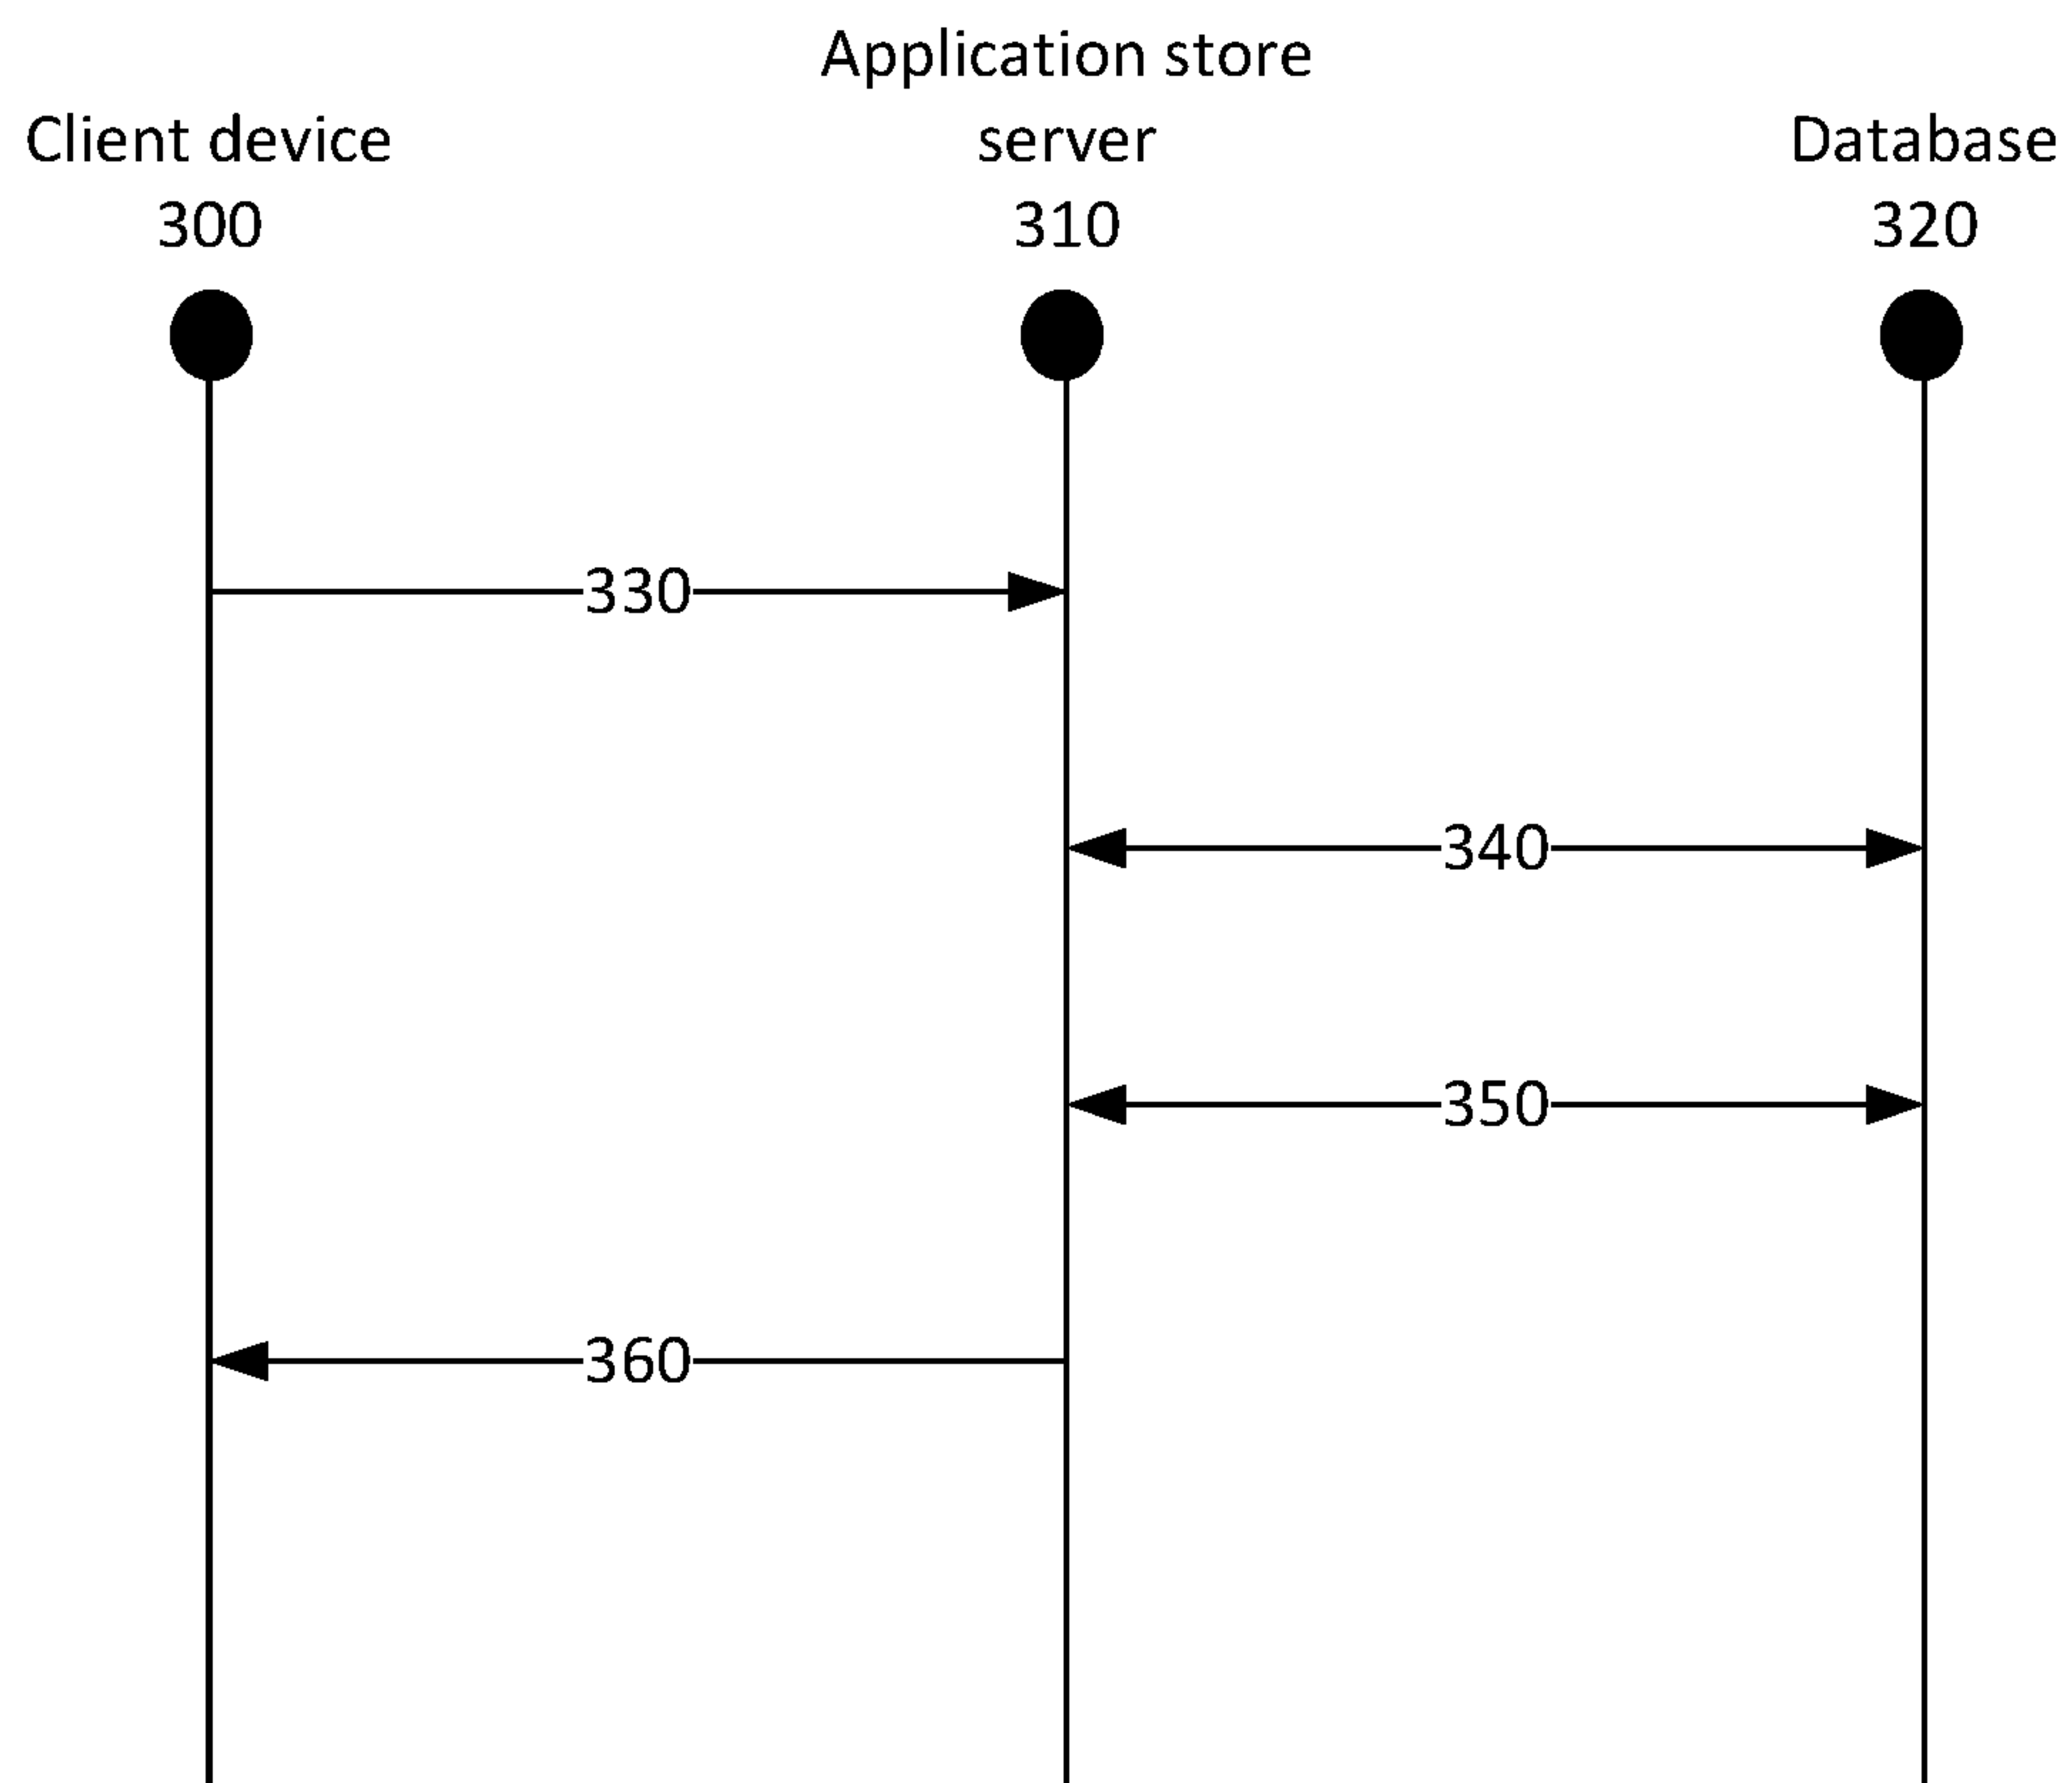 Application store
server
310
Client device
300
Database
320
330
340
350
360